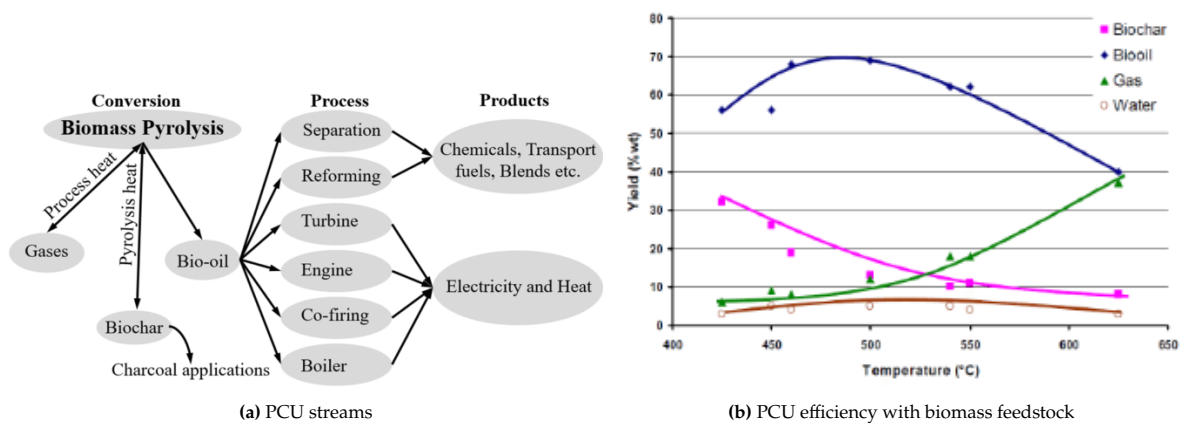 Conversion
Biomass Pyrolysis
Process heat
Pyrolysis heat
Gases
Biochar
Charcoal applications
Bio-oil
Process
Separation
Reforming
Turbine
Engine
Co-firing
Boiler
Products
Chemicals, Transport
fuels, Blends etc.
Electricity and Heat
(a) PCU streams
Biochar
Biooil
Gas
Water
Yield (%wt)
80
70
60
50
40
30
20
10
0
400
450
500
550
600
650
Temperature (°C)
(b) PCU efficiency with biomass feedstock